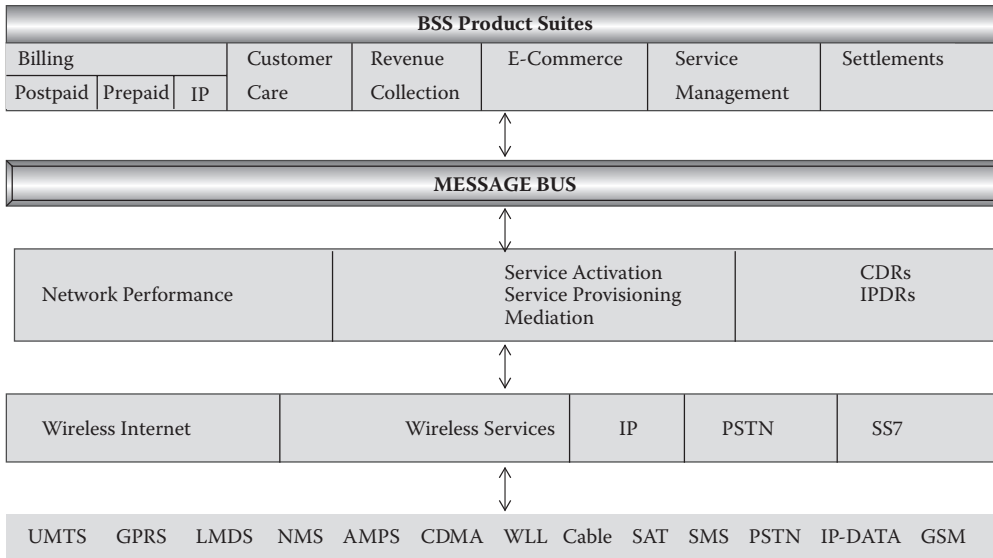 BSS Product Suites
Billing
Postpaid Prepaid IP
Customer
Care
Revenue
Collection
E-Commerce
Service
Management
Settlements
MESSAGE BUS
Network Performance
Service Activation
Service Provisioning
Mediation
CDRs
IPDRs
Wireless Internet
Wireless Services
IP
PSTN
SS7
UMTS GPRS LMDS NMS AMPS CDMA WLL Cable SAT SMS PSTN IP-DATA GSM